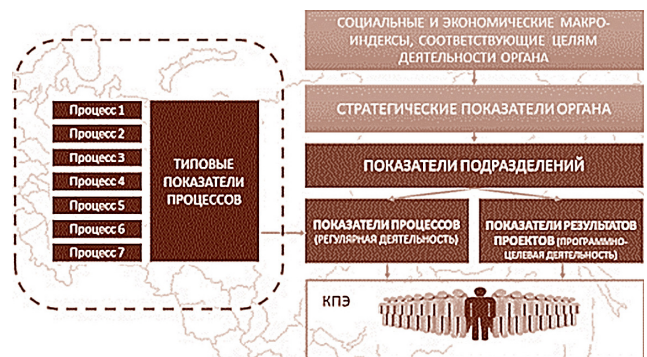 СОЦИАЛЬНЫЕ И ЭКОНОМИЧЕСКИЕ МАКРО-
ИНДЕКСЫ, СООТВЕТСТВУЮЩИЕ ЦЕЛЯМ
ДЕЯТЕЛЬНОСТИ ОРГАНА
СТРАТЕГИЧЕСКИЕ ПОКАЗАТЕЛИ ОРГАНА
ПОКАЗАТЕЛИ ПОДРАЗДЕЛЕНИЙ
Процесс 1
Процесс 2
Процесс 3
Процесс 4
Процесс 5
Процесс 6
Процесс 7
ТИПОВЫЕ
ПОКАЗАТЕЛИ
ПРОЦЕССОВ
ПОКАЗАТЕЛИ ПРОЦЕССОВ
(РЕГУЛЯРНАЯ ДЕЯТЕЛЬНОСТЬ)
ПОКАЗАТЕЛИ РЕЗУЛЬТАТОВ
ПРОЕКТОВ (ПРОГРАММНО-
ЦЕЛЕВАЯ ДЕЯТЕЛЬНОСТЬ)
КПЭ